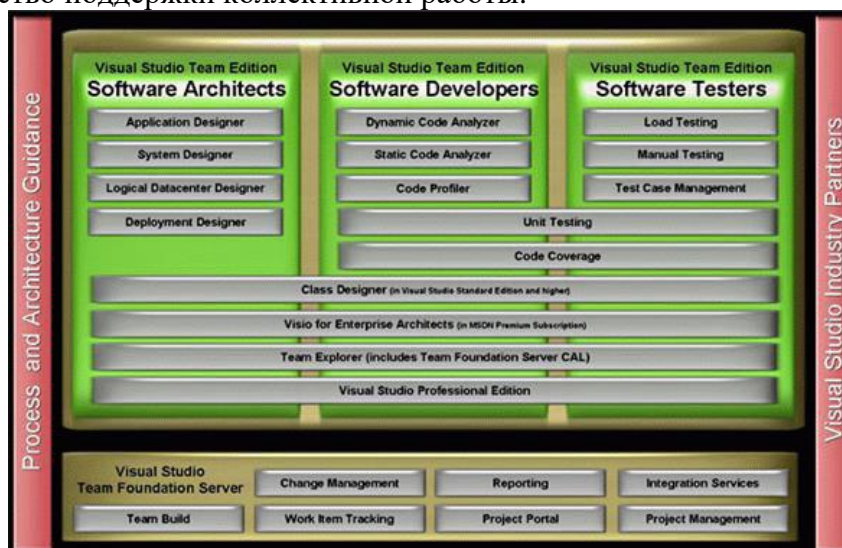 ство поддержки коллективной работы.
Process and Architecture Guidance
Visual Studio Team Edition
Software Architects
Application Designer
System Designer
Logical Datacenter Designer
Deployment Designer
Visual Studio Team Edition
Software Developers
Dynamic Code Analyzer
Static Code Analyzer
Code Profiler
Visual Studio Team Edition
Software Testers
Load Testing
Manual Testing
Test Case Management
Unit Testing
Code Coverage
Class Designer (in Visual Studio Standard Edition and higher)
Visio for Enterprise Architects (in MSDN Premium Subscription)
Team Explorer (includes Team Foundation Server CAL)
Visual Studio Professional Edition
Visual Studio
Team Foundation Server
Change Management
Reporting
Integration Services
Team Build
Work Item Tracking
Project Portal
Project Management
Visual Studio Industry Partners